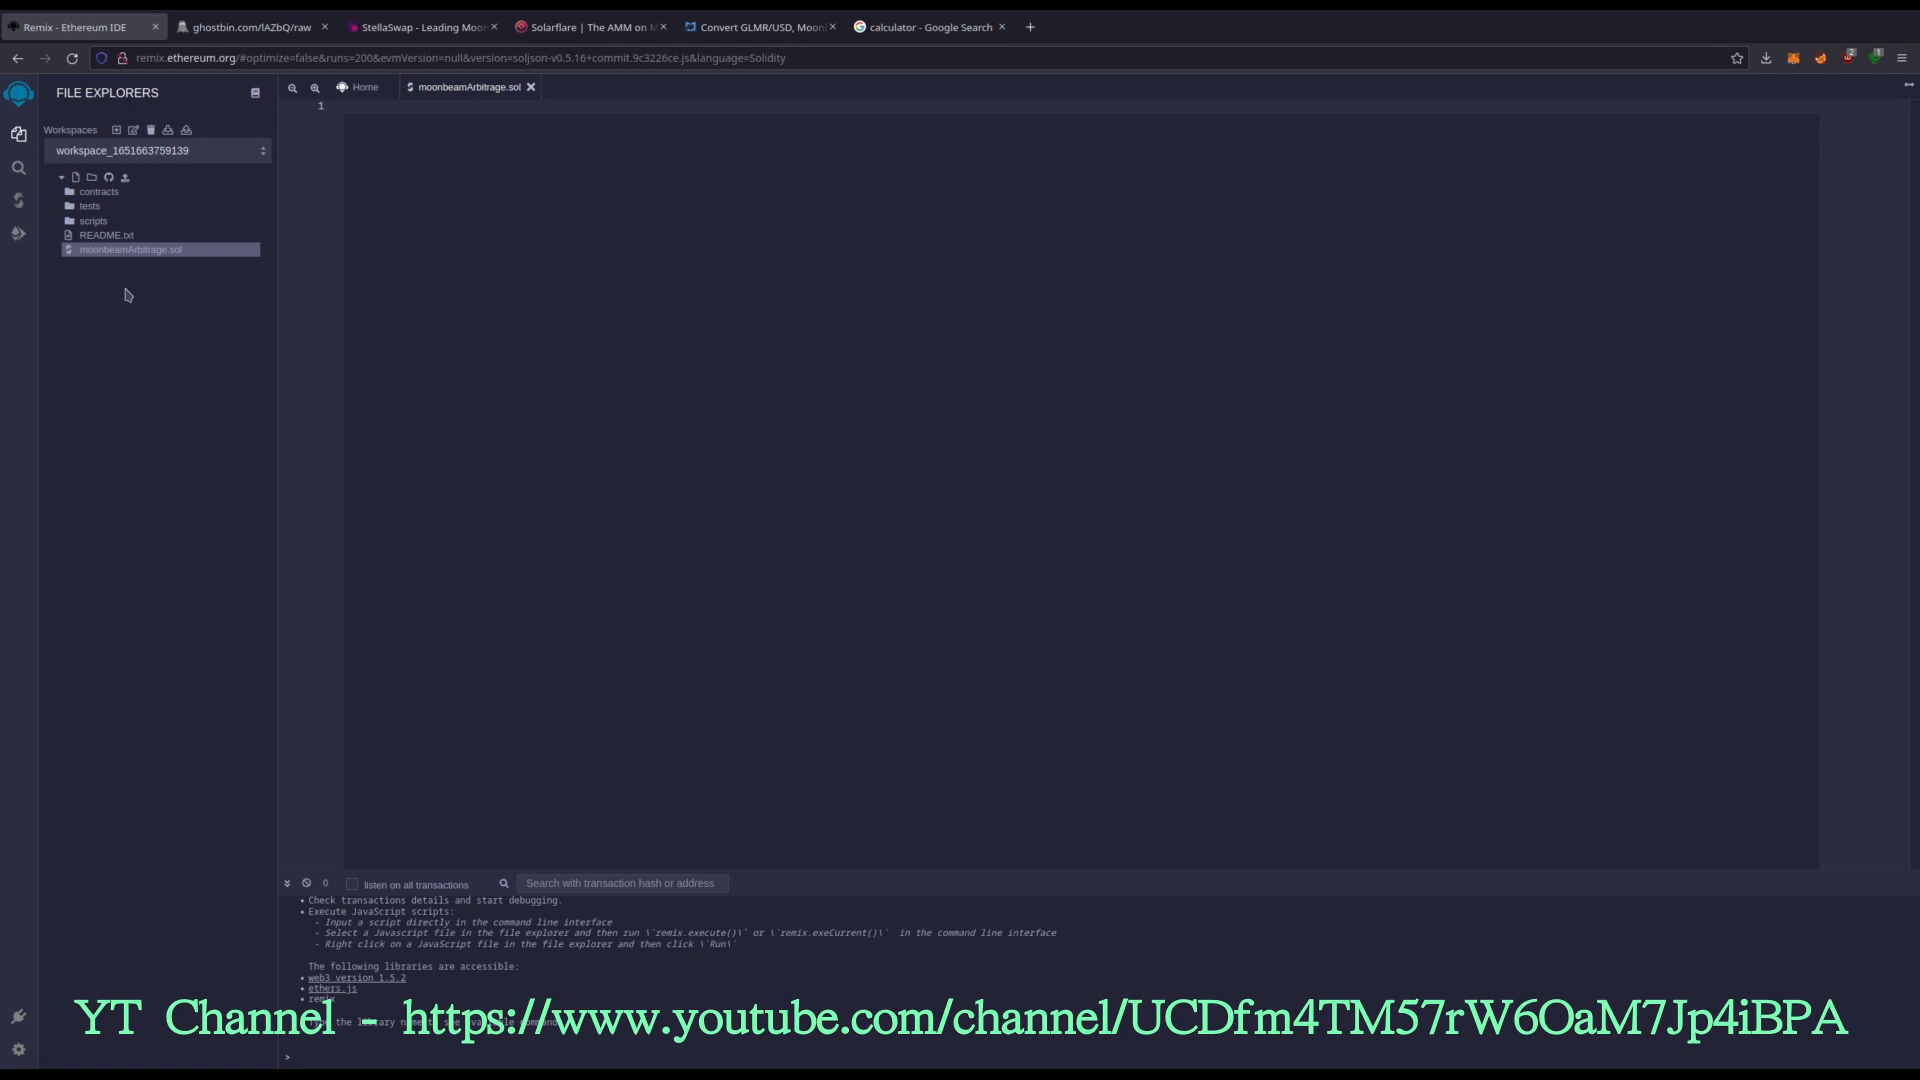 Remix - Ethereum IDE
ghostbin.com/lAZbQ/raw
StellaSwap - Leading Moon
Solarflare | The AMM on M
Convert GLMR/USD, Moon
calculator - Google Search
remix.ethereum.org/#optimize=false&runs=200&evmVersion=null&version=soljson-v0.5.16+commit.9c3226ce.js&language=Solidity
2
1
FILE EXPLORERS
Home
moonbeamArbitrage.sol
1
Workspaces
workspace_1651663759139
contracts
tests
scripts
README.txt
moonbeamArbitrage.sol
0
listen on all transactions
Search with transaction hash or address
• Check transactions details and start debugging.
• Execute JavaScript scripts:
- Input a script directly in the command line interface
- Select a Javascript file in the file explorer and then run \`remix.execute()\` or \`remix.exeCurrent()\` in the command line interface
- Right click on a JavaScript file in the file explorer and then click \`Run\`
The following libraries are accessible:
• web3 version 1.5.2
• ethers.js
• remix
YT Channel - https://www.youtube.com/channel/UCDfm4TM57rW6OaM7Jp4iBPA
>